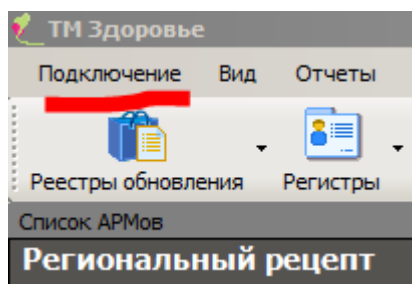 ТМ Здоровье
Подключение Вид Отчеты
Реестры обновления Регистры
Список АРМов
Региональный рецепт